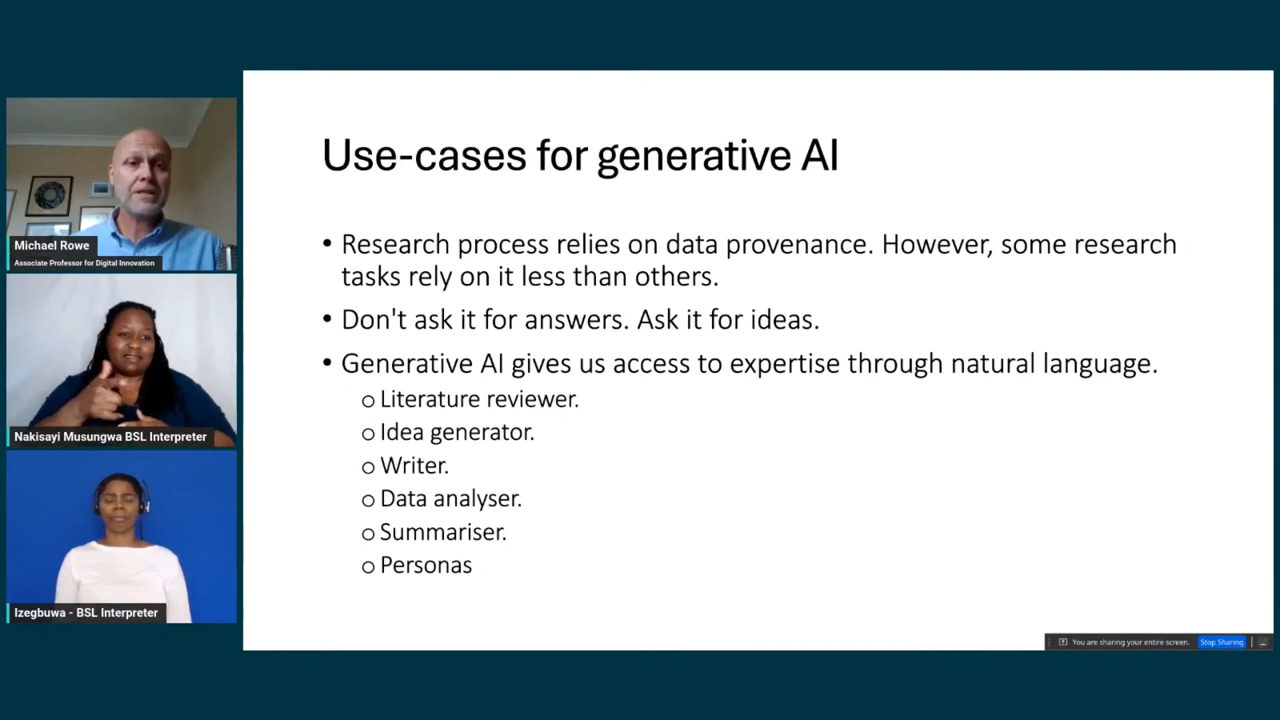 Michael Rowe
Associate Professor for Digital Innovation
Nakisayi Musungwa BSL Interpreter
Izegbuwa - BSL Interpreter
Use-cases for generative AI
• Research process relies on data provenance. However, some research
tasks rely on it less than others.
• Don't ask it for answers. Ask it for ideas.
• Generative AI gives us access to expertise through natural language.
o Literature reviewer.
o Idea generator.
o Writer.
o Data analyser.
o Summariser.
o Personas
You are sharing your entire screen. Stop Sharing